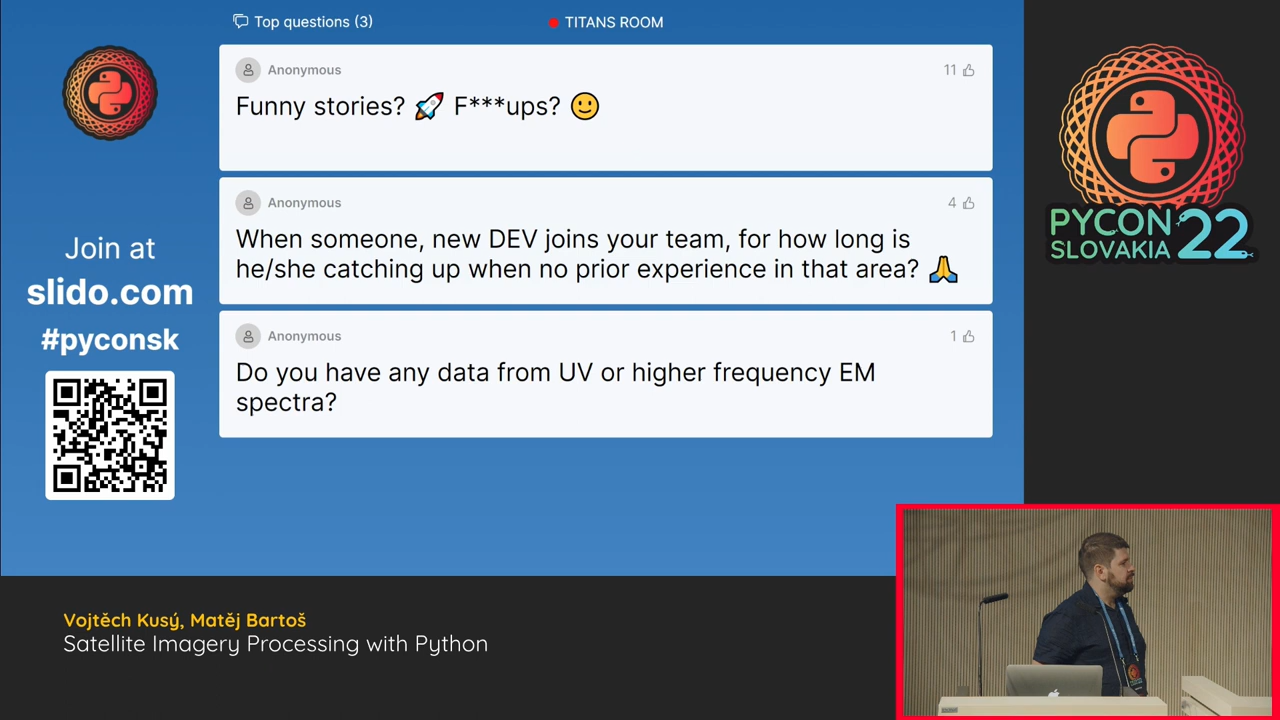 Top questions (3)
TITANS ROOM
Anonymous
11
Funny stories? 🚀 F***ups? 🙂
Anonymous
4
When someone, new DEV joins your team, for how long is
he/she catching up when no prior experience in that area? 🙏
Anonymous
1
Do you have any data from UV or higher frequency EM
spectra?
Join at
slido.com
#pyconsk
PYCON
SLOVAKIA
22
Vojtěch Kusý, Matěj Bartoš
Satellite Imagery Processing with Python